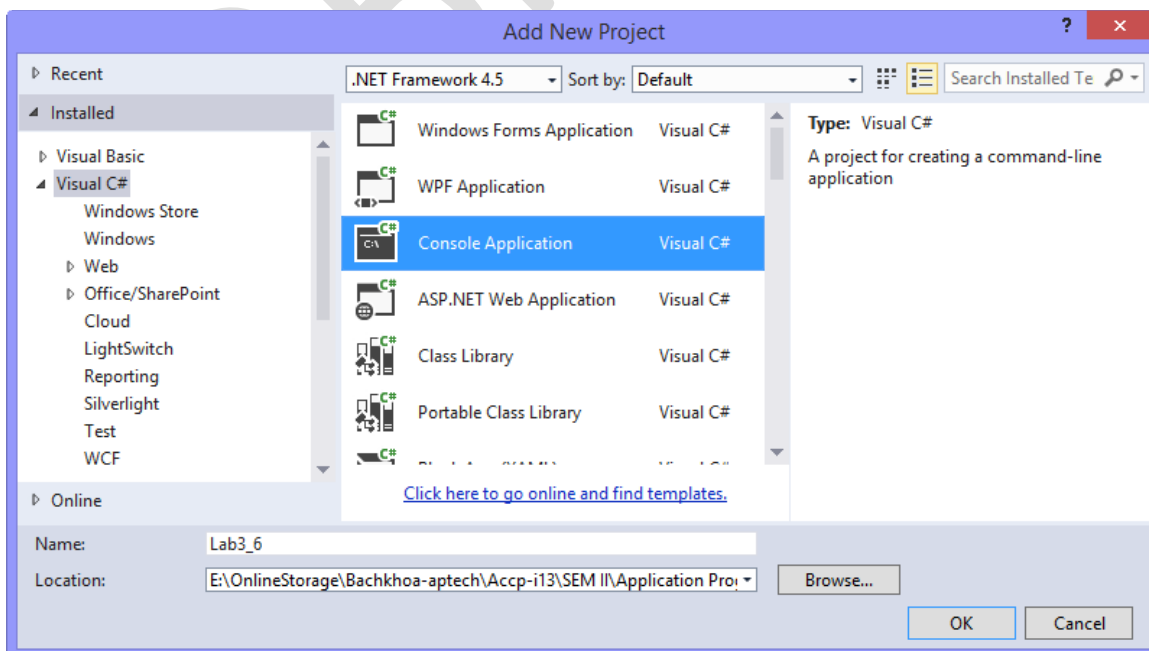 Add New Project
?
×
Recent
.NET Framework 4.5
Sort by: Default
Search Installed Te
Installed
Visual Basic
Visual C#
Windows Store
Windows
Web
Office/SharePoint
Cloud
LightSwitch
Reporting
Silverlight
Test
WCF
Online
C# Windows Forms Application Visual C#
C# WPF Application Visual C#
C# C:\ Console Application Visual C#
C# ASP.NET Web Application Visual C#
C# Class Library Visual C#
C# Portable Class Library Visual C#
C#
Click here to go online and find templates.
Type: Visual C#
A project for creating a command-line
application
Name: Lab3_6
Location: E:\OnlineStorage\Bachkhoa-aptech\Accp-i13\SEM II\Application Pro
Browse...
OK Cancel